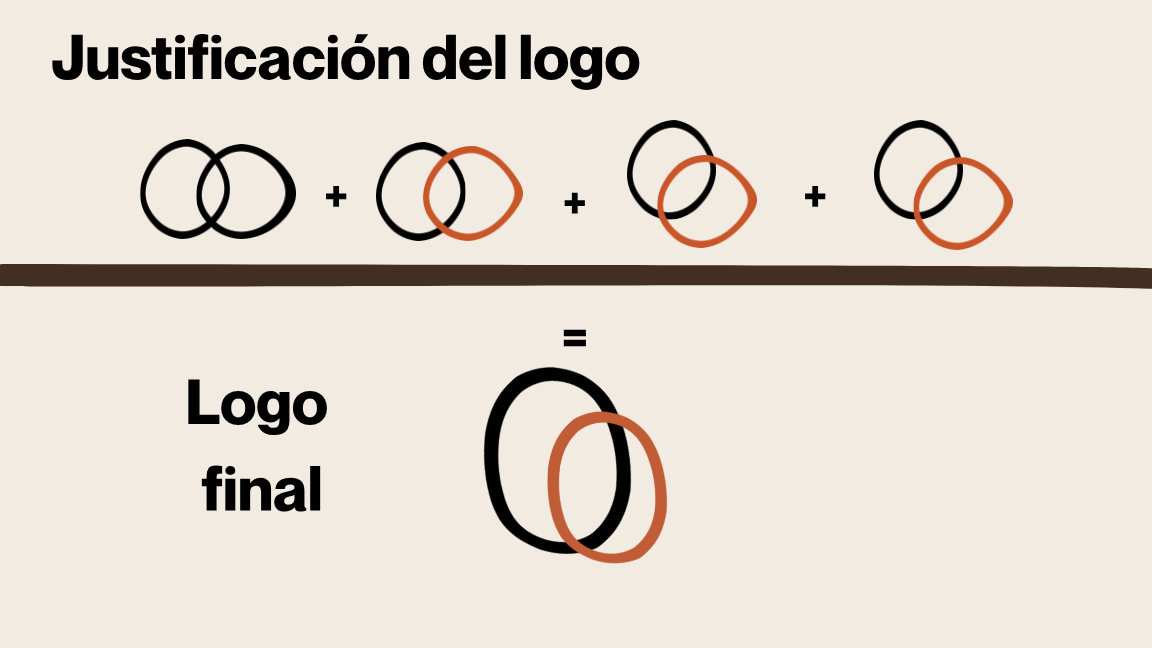 Justificación del logo
+ + +
=
Logo
final